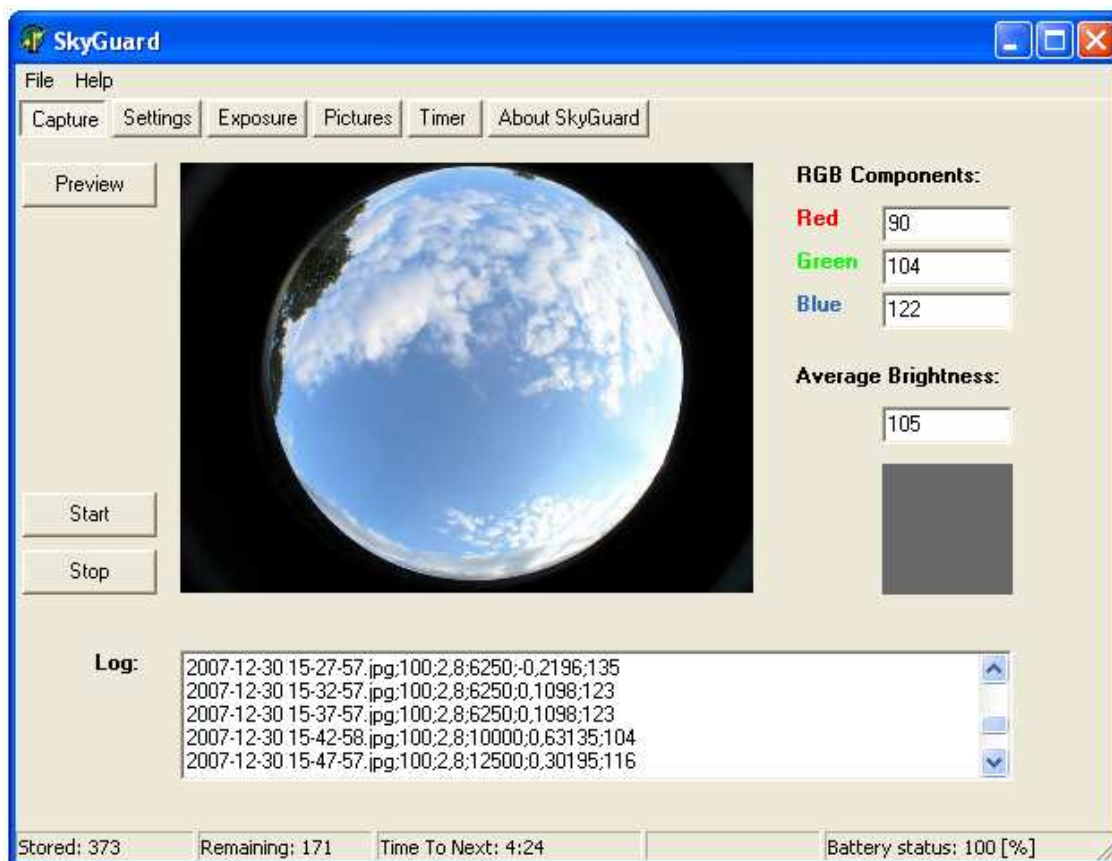 SkyGuard
File Help
Capture Settings Exposure Pictures Timer About SkyGuard
Preview
RGB Components:
Red 90
Green 104
Blue 122
Average Brightness:
105
Start
Stop
Log:
2007-12-30 15-27-57.jpg;100;2,8;6250;-0,2196;135
2007-12-30 15-32-57.jpg;100;2,8;6250;0,1098;123
2007-12-30 15-37-57.jpg;100;2,8;6250;0,1098;123
2007-12-30 15-42-58.jpg;100;2,8;10000;0,63135;104
2007-12-30 15-47-57.jpg;100;2,8;12500;0,30195;116
Stored: 373 Remaining: 171 Time To Next: 4:24 Battery status: 100 [%]